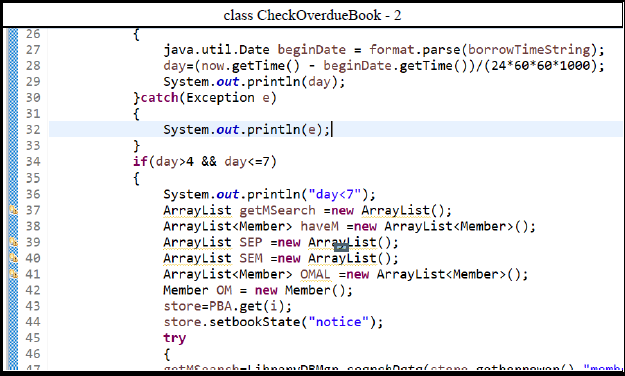 class CheckOverdueBook - 2
26 {
27 java.util.Date beginDate = format.parse(borrowTimeString);
28 day=(now.getTime() - beginDate.getTime())/(24*60*60*1000);
29 System.out.println(day);
30 }catch(Exception e)
31 {
32 System.out.println(e);
33 }
34 if(day>4 && day<=7)
35 {
36 System.out.println("day<7");
37 ArrayList getMSearch =new ArrayList();
38 ArrayList<Member> haveM =new ArrayList<Member>();
39 ArrayList SEP =new ArrayList();
40 ArrayList SEM =new ArrayList();
41 ArrayList<Member> OMAL =new ArrayList<Member>();
42 Member OM = new Member();
43 store=PBA.get(i);
44 store.setbookState("notice");
45 try
46 {